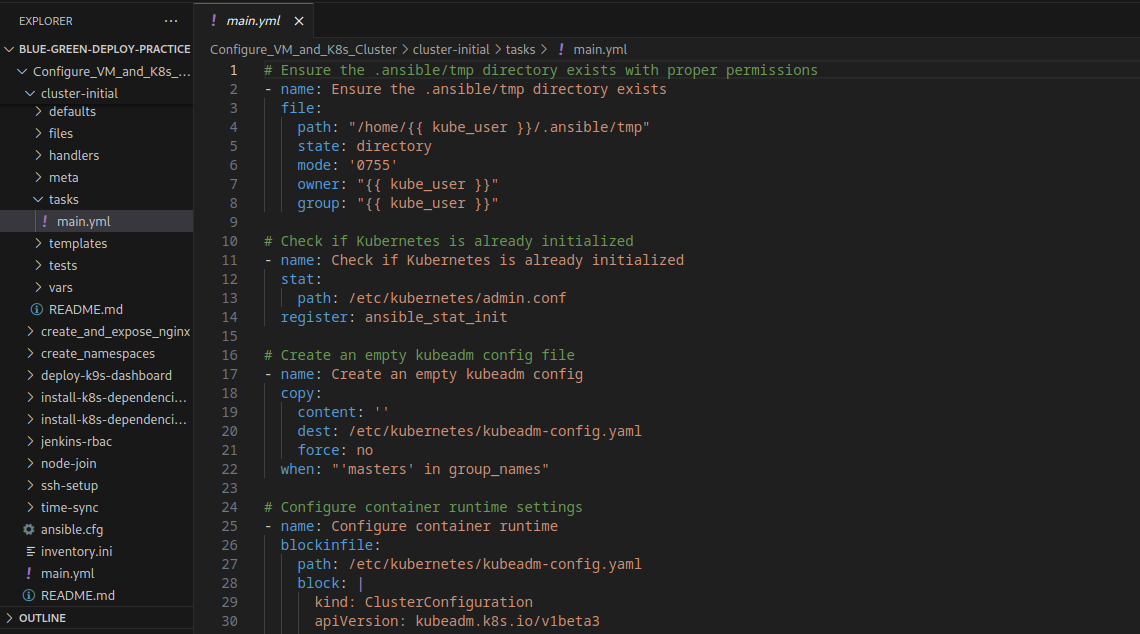 EXPLORER
···
BLUE-GREEN-DEPLOY-PRACTICE
Configure_VM_and_K8s_...
cluster-initial
defaults
files
handlers
meta
tasks
! main.yml
templates
tests
vars
README.md
create_and_expose_nginx
create_namespaces
deploy-k9s-dashboard
install-k8s-dependenci...
install-k8s-dependenci...
jenkins-rbac
node-join
ssh-setup
time-sync
ansible.cfg
inventory.ini
! main.yml
README.md
OUTLINE
! main.yml ×
Configure_VM_and_K8s_Cluster > cluster-initial > tasks > ! main.yml
1 # Ensure the .ansible/tmp directory exists with proper permissions
2 - name: Ensure the .ansible/tmp directory exists
3   file:
4     path: "/home/{{ kube_user }}/.ansible/tmp"
5     state: directory
6     mode: '0755'
7     owner: "{{ kube_user }}"
8     group: "{{ kube_user }}"
9
10 # Check if Kubernetes is already initialized
11 - name: Check if Kubernetes is already initialized
12   stat:
13     path: /etc/kubernetes/admin.conf
14   register: ansible_stat_init
15
16 # Create an empty kubeadm config file
17 - name: Create an empty kubeadm config
18   copy:
19     content: ''
20     dest: /etc/kubernetes/kubeadm-config.yaml
21     force: no
22   when: "'masters' in group_names"
23
24 # Configure container runtime settings
25 - name: Configure container runtime
26   blockinfile:
27     path: /etc/kubernetes/kubeadm-config.yaml
28     block: |
29       kind: ClusterConfiguration
30       apiVersion: kubeadm.k8s.io/v1beta3